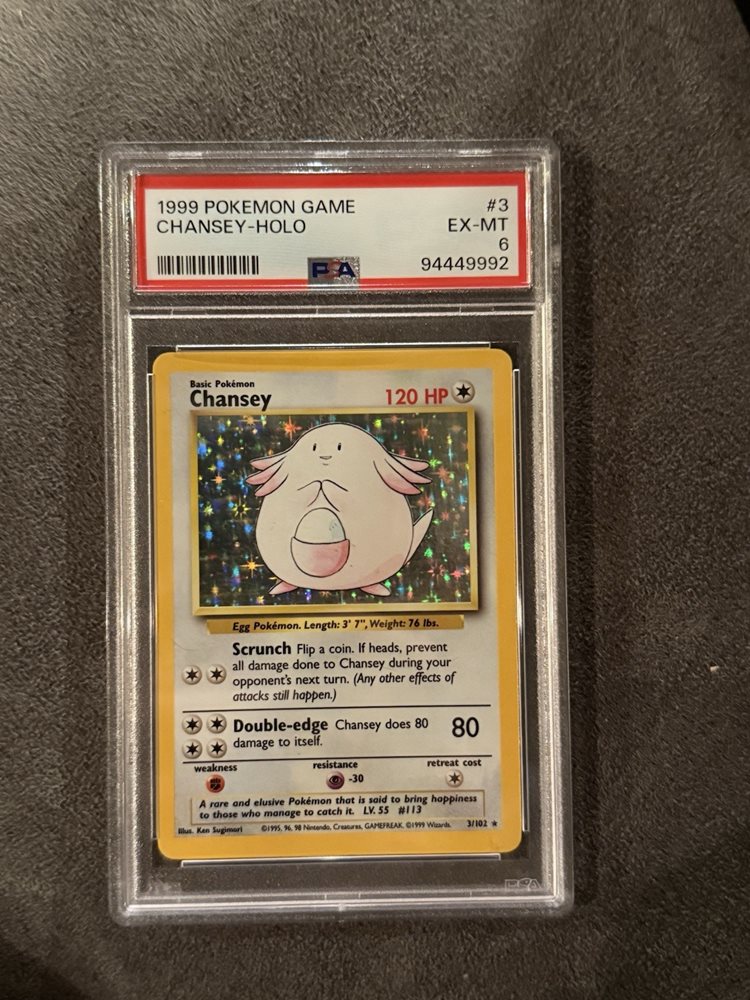 1999 POKEMON GAME #3
CHANSEY-HOLO EX-MT
6
PSA 94449992
Basic Pokémon
Chansey 120 HP
Egg Pokémon. Length: 3' 7", Weight: 76 lbs.
Scrunch Flip a coin. If heads, prevent
all damage done to Chansey during your
opponent's next turn. (Any other effects of
attacks still happen.)
Double-edge Chansey does 80 80
damage to itself.
weakness resistance retreat cost
-30
A rare and elusive Pokémon that is said to bring happiness
to those who manage to catch it. LV. 55 #113
Illus. Ken Sugimori ©1995, 96, 98 Nintendo, Creatures, GAMEFREAK. ©1999 Wizards. 3/102 ★
PSA